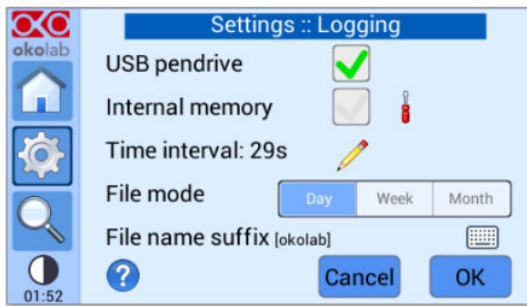 Settings :: Logging
okolab
USB pendrive
Internal memory
Time interval: 29s
File mode
Day Week Month
File name suffix [okolab]
?
Cancel OK
01:52